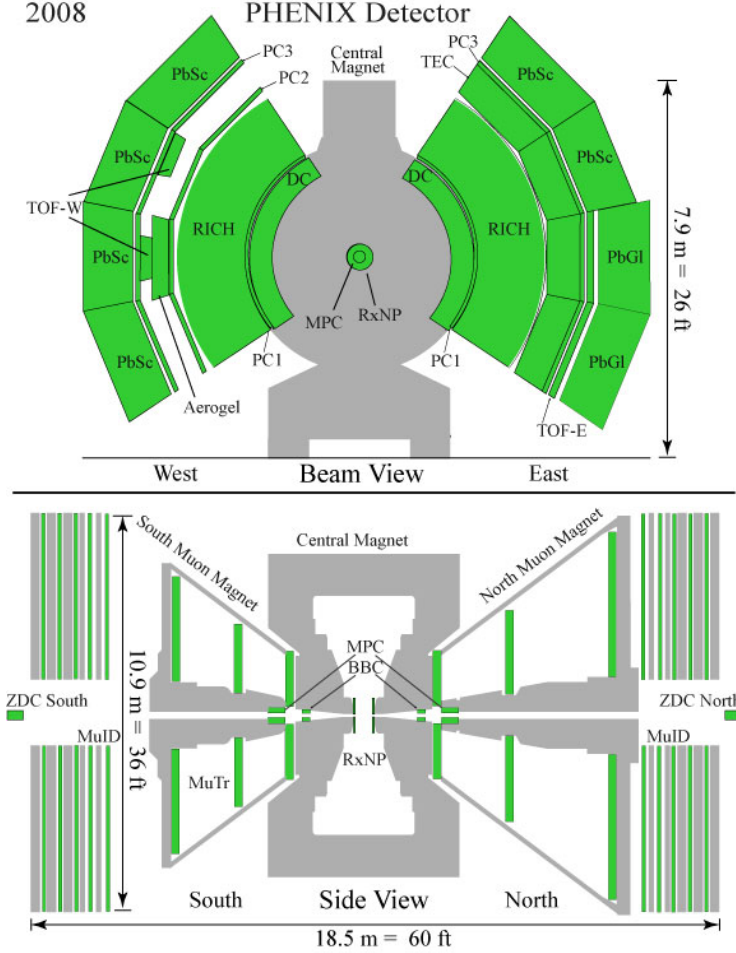 2008 PHENIX Detector
PC3
PbSc
PC2
Central
Magnet
PC3
TEC
PbSc
PbSc
DC
DC
PbSc
TOF-W
RICH
RICH
PbSc
PbGl
MPC
RxNP
PbSc
PC1
PC1
PbGl
Aerogel
TOF-E
7.9 m = 26 ft
West Beam View East
South Muon Magnet
Central Magnet
North Muon Magnet
MPC
BBC
ZDC South
ZDC North
MuID
MuID
10.9 m = 36 ft
RxNP
MuTr
South Side View North
18.5 m = 60 ft